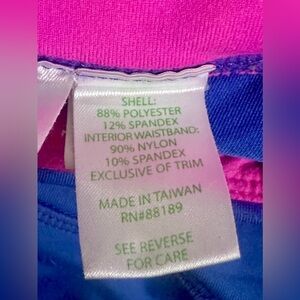 SHELL:
88% POLYESTER
12% SPANDEX
INTERIOR WAISTBAND:
90% NYLON
10% SPANDEX
EXCLUSIVE OF TRIM
MADE IN TAIWAN
RN#88189
SEE REVERSE
FOR CARE